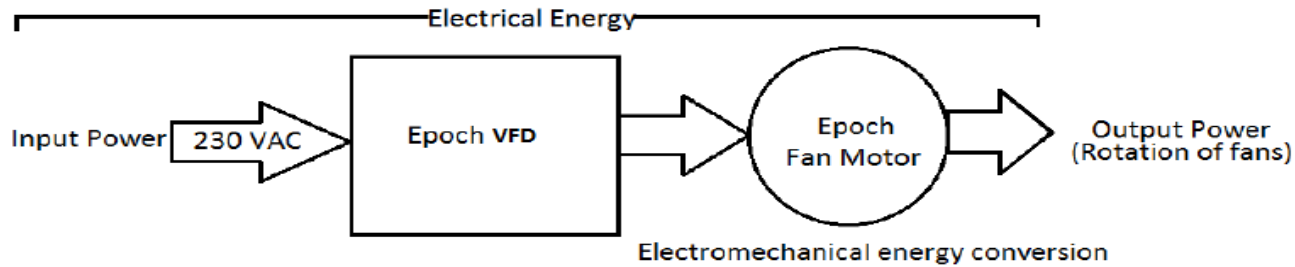 Electrical Energy
Input Power
230 VAC
Epoch VFD
Epoch
Fan Motor
Output Power
(Rotation of fans)
Electromechanical energy conversion